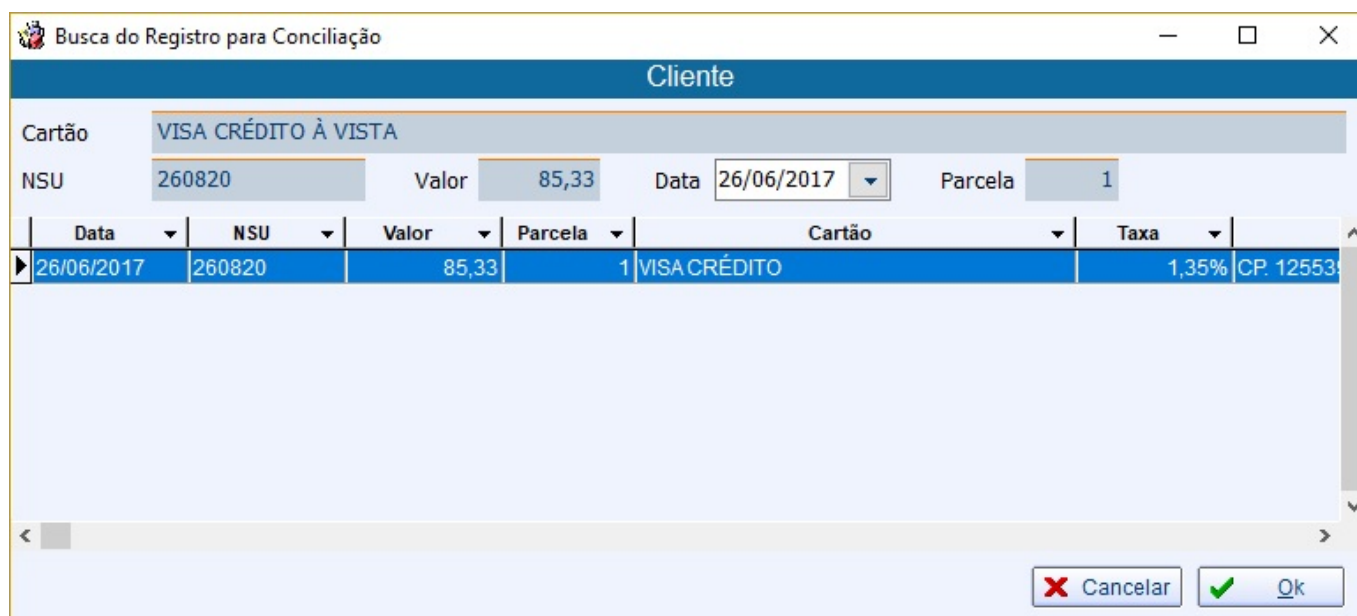 Busca do Registro para Conciliação
Cliente
Cartão VISA CRÉDITO À VISTA
NSU 260820 Valor 85,33 Data 26/06/2017 Parcela 1
Data NSU Valor Parcela Cartão Taxa
26/06/2017 260820 85,33 1 VISA CRÉDITO 1,35% CP. 125539
Cancelar Ok